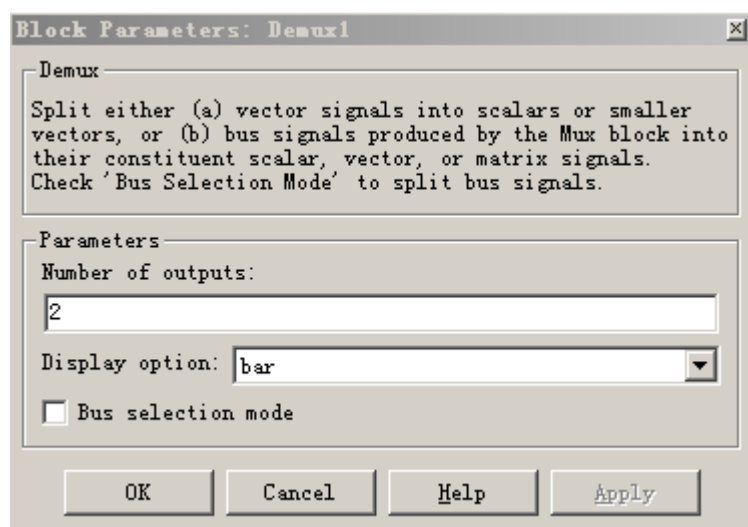 Block Parameters: Demux1
Demux
Split either (a) vector signals into scalars or smaller
vectors, or (b) bus signals produced by the Mux block into
their constituent scalar, vector, or matrix signals.
Check 'Bus Selection Mode' to split bus signals.
Parameters
Number of outputs:
2
Display option: bar
Bus selection mode
OK Cancel Help Apply